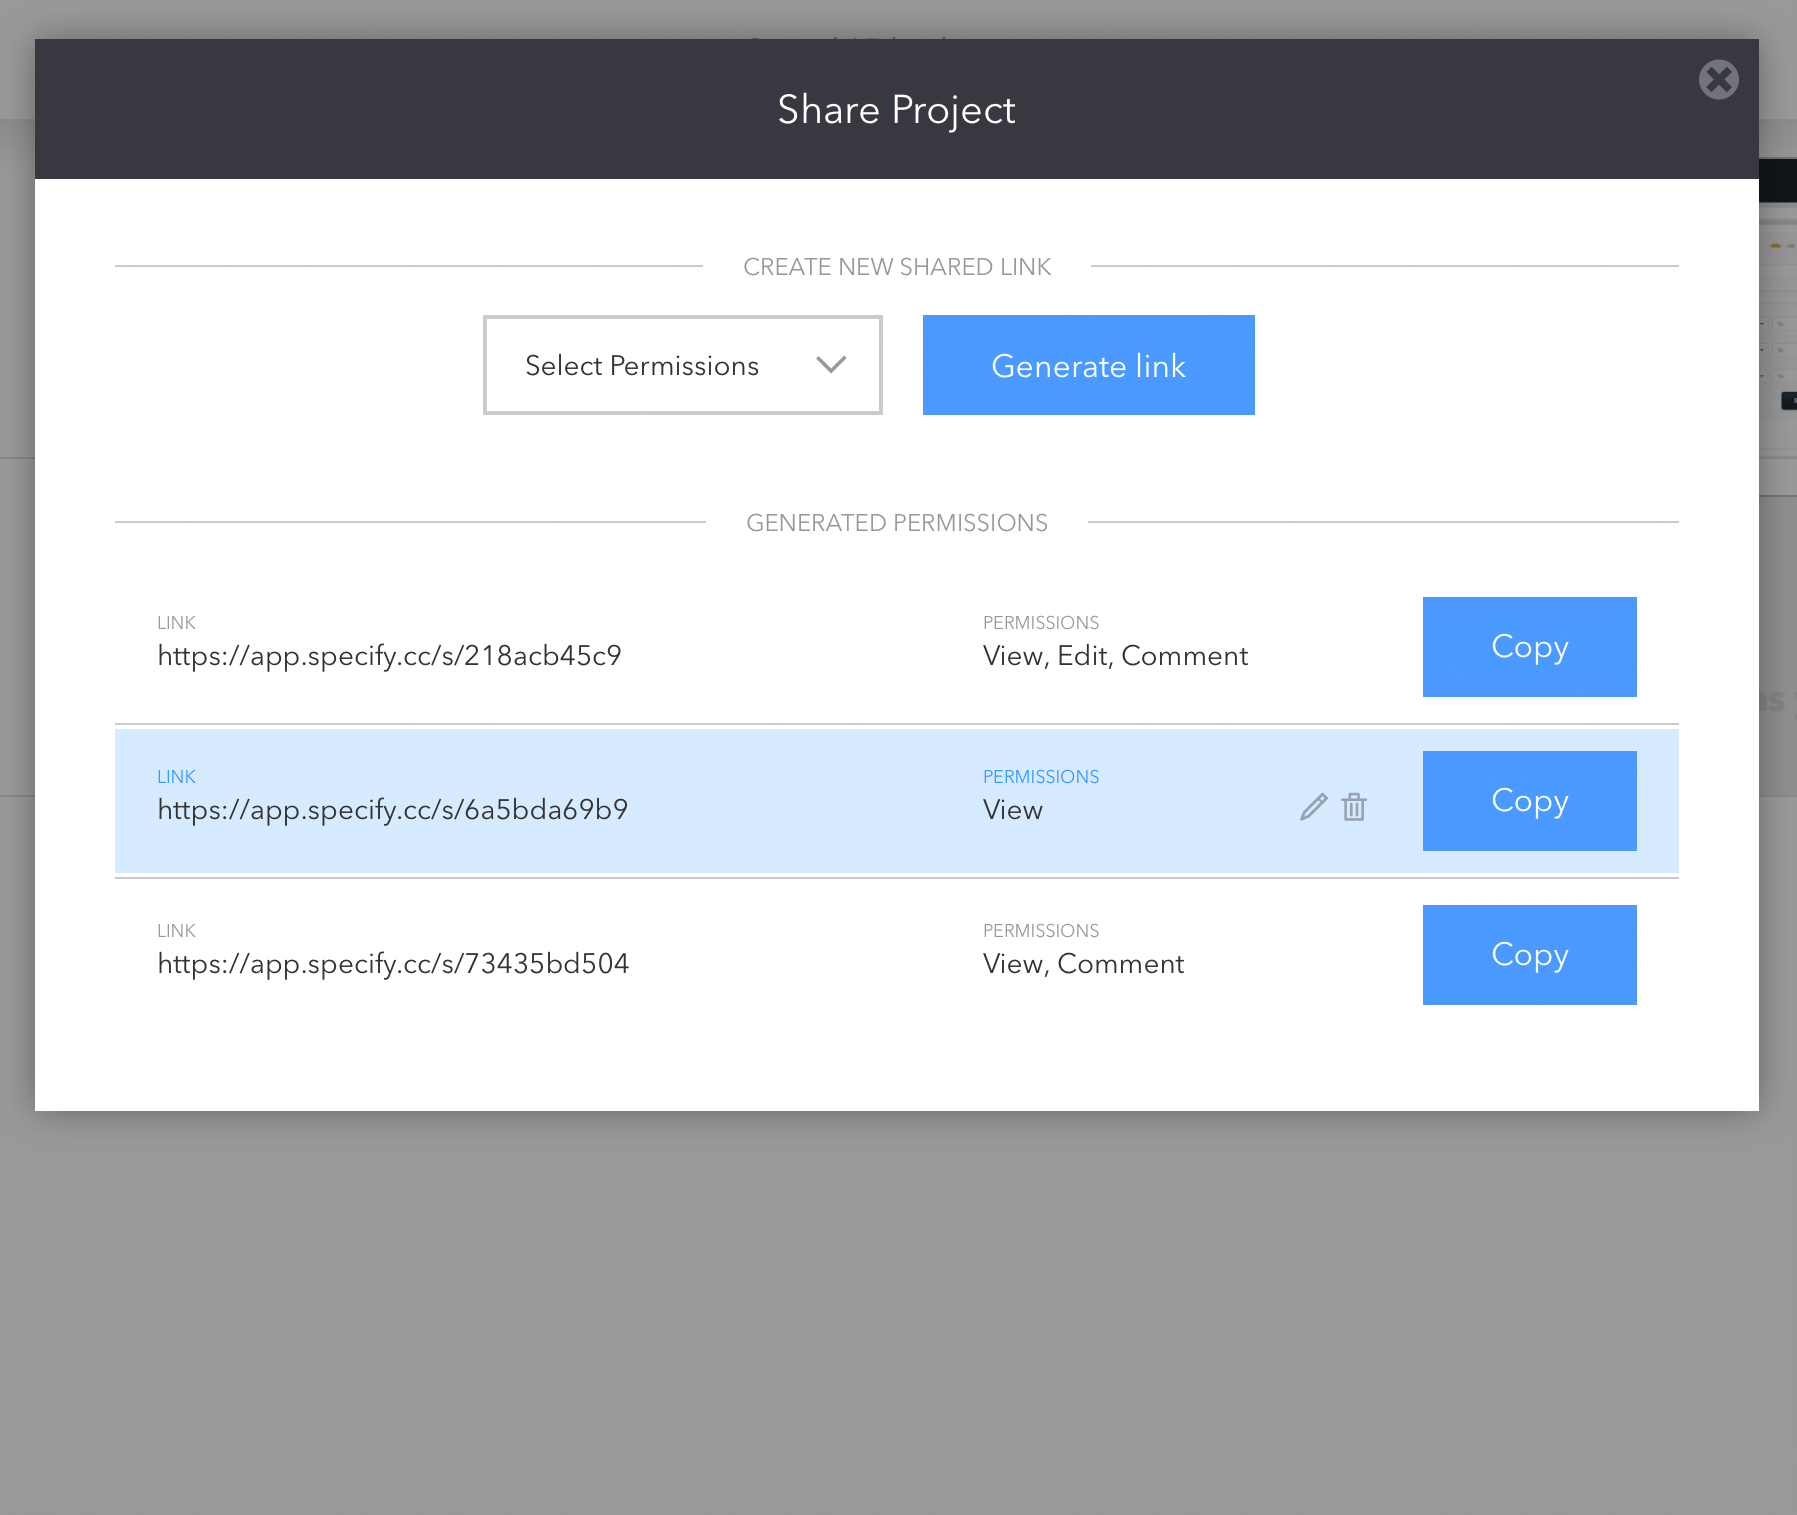 Share Project
CREATE NEW SHARED LINK
Select Permissions
Generate link
GENERATED PERMISSIONS
LINK
PERMISSIONS
https://app.specify.cc/s/218acb45c9
View, Edit, Comment
Copy
LINK
PERMISSIONS
https://app.specify.cc/s/6a5bda69b9
View
Copy
LINK
PERMISSIONS
https://app.specify.cc/s/73435bd504
View, Comment
Copy